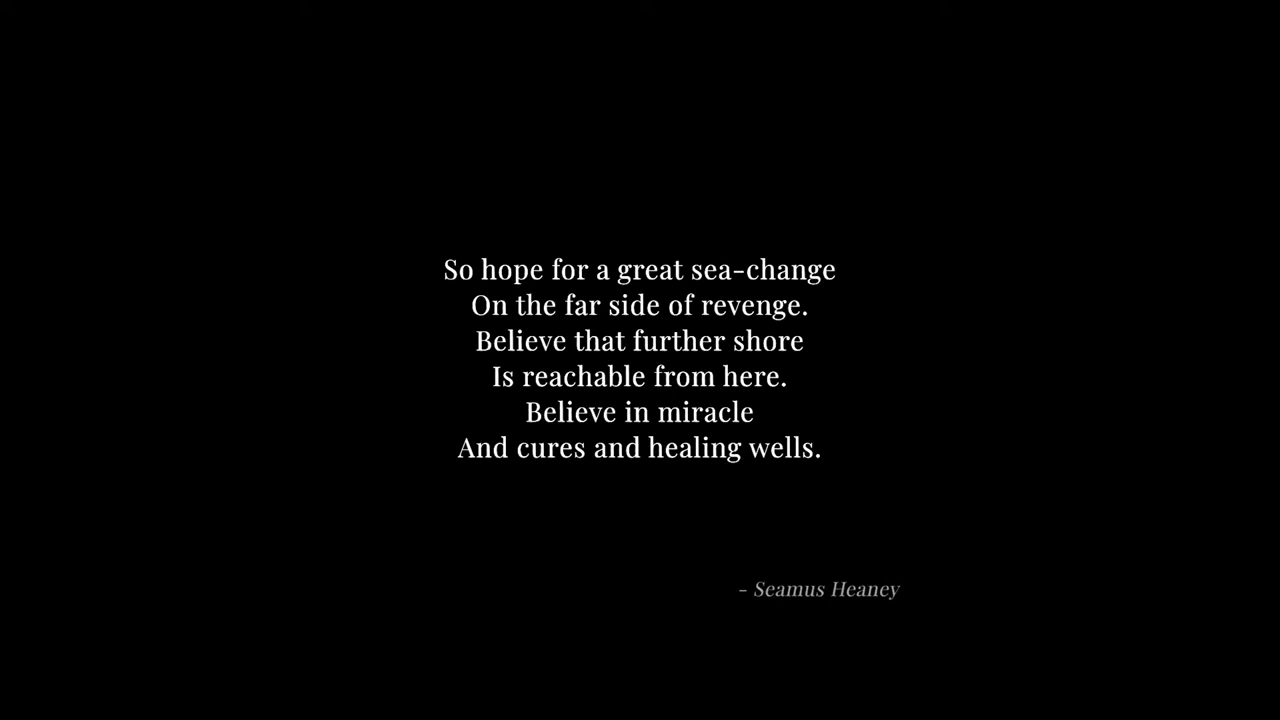 So hope for a great sea-change
On the far side of revenge.
Believe that further shore
Is reachable from here.
Believe in miracle
And cures and healing wells.
- Seamus Heaney